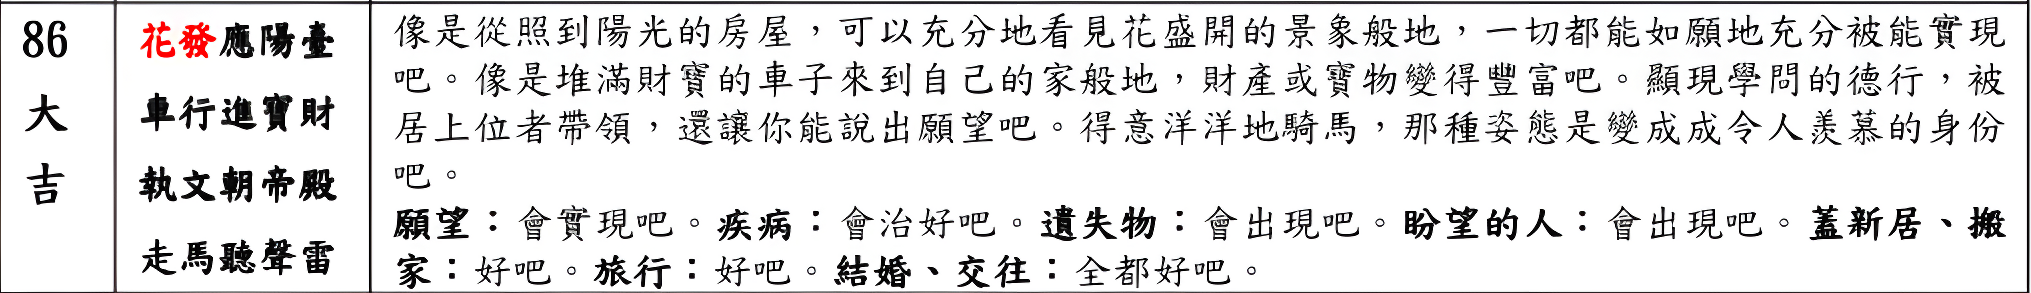 86
大
吉
花發應陽臺
車行進寶財
執文朝帝殿
走馬聽聲雷
像是從照到陽光的房屋，可以充分地看見花盛開的景象般地，一切都能如願地充分被能實現
吧。像是堆滿財寶的車子來到自己的家般地，財產或寶物變得豐富吧。顯現學問的德行，被
居上位者帶領，還讓你能說出願望吧。得意洋洋地騎馬，那種姿態是變成成令人羨慕的身份
吧。
願望：會實現吧。疾病：會治好吧。遺失物：會出現吧。盼望的人：會出現吧。蓋新居、搬
家：好吧。旅行：好吧。結婚、交往：全都好吧。